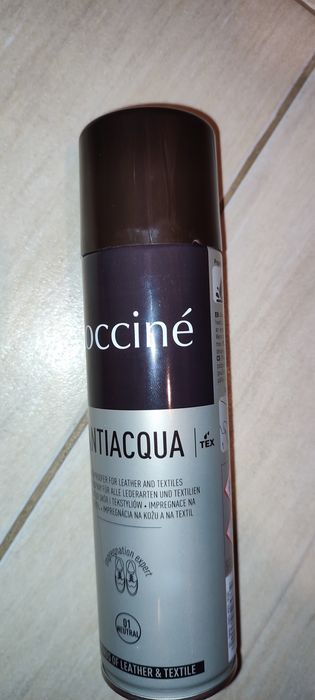 occiné
NTIACQUA | TEX
FOR LEATHER AND TEXTILES
FÜR ALLE LEDERARTEN UND TEXTILIEN
I TEKSTYLIÓW • IMPREGNACE NA
• IMPREGNÁCIA NA KOŽU A NA TEXTIL
impregnation expert
01
NEUTRAL
OF LEATHER & TEXTILE